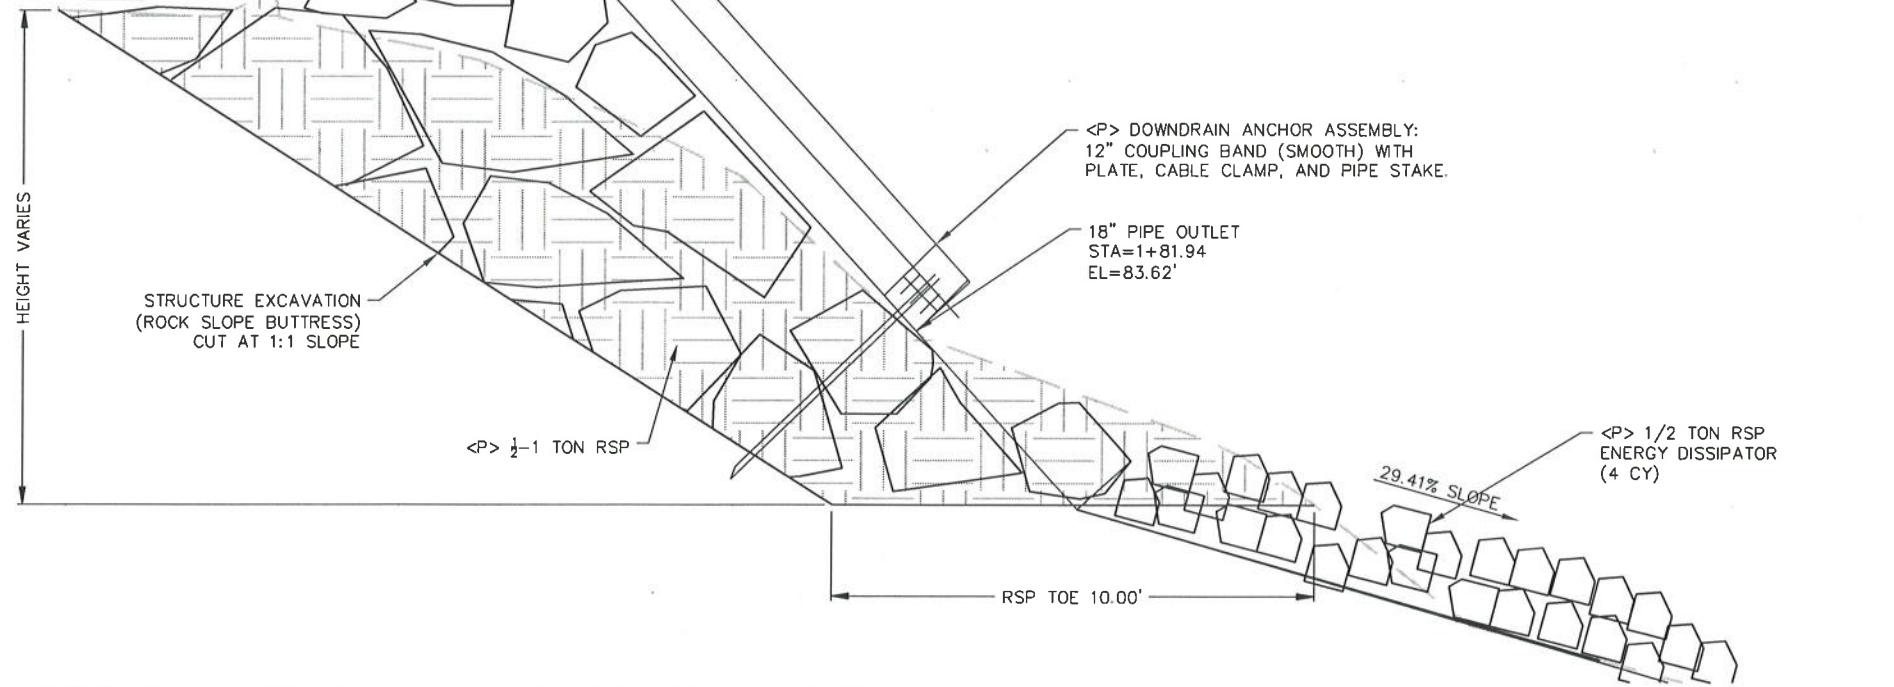 HEIGHT VARIES
<P> DOWNDRAIN ANCHOR ASSEMBLY:
12" COUPLING BAND (SMOOTH) WITH
PLATE, CABLE CLAMP, AND PIPE STAKE.
18" PIPE OUTLET
STA=1+81.94
EL=83.62'
STRUCTURE EXCAVATION
(ROCK SLOPE BUTTRESS)
CUT AT 1:1 SLOPE
<P> ½-1 TON RSP
<P> 1/2 TON RSP
ENERGY DISSIPATOR
(4 CY)
29.41% SLOPE
RSP TOE 10.00'